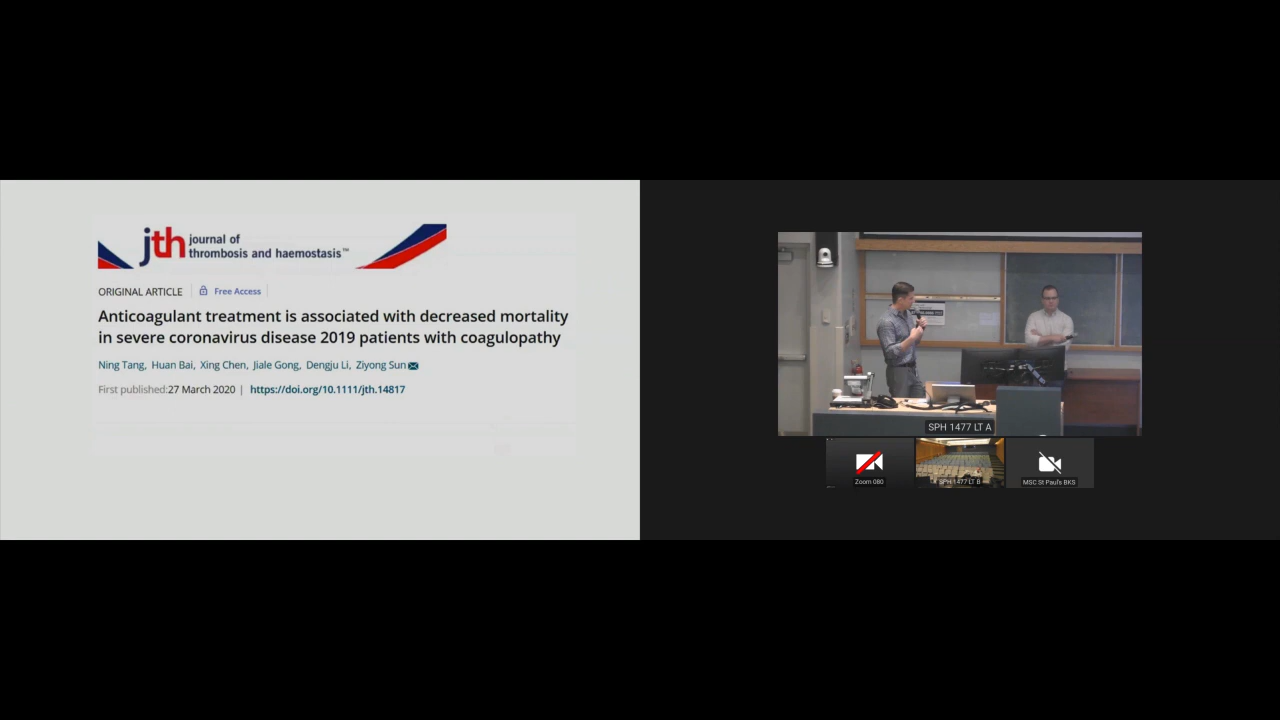 jth journal of
thrombosis and haemostasis™
ORIGINAL ARTICLE Free Access
Anticoagulant treatment is associated with decreased mortality
in severe coronavirus disease 2019 patients with coagulopathy
Ning Tang, Huan Bai, Xing Chen, Jiale Gong, Dengju Li, Ziyong Sun
First published:27 March 2020 | https://doi.org/10.1111/jth.14817
SPH 1477 LT A
Zoom 080
SPH 1477 LT B
MSC St Paul's BKS